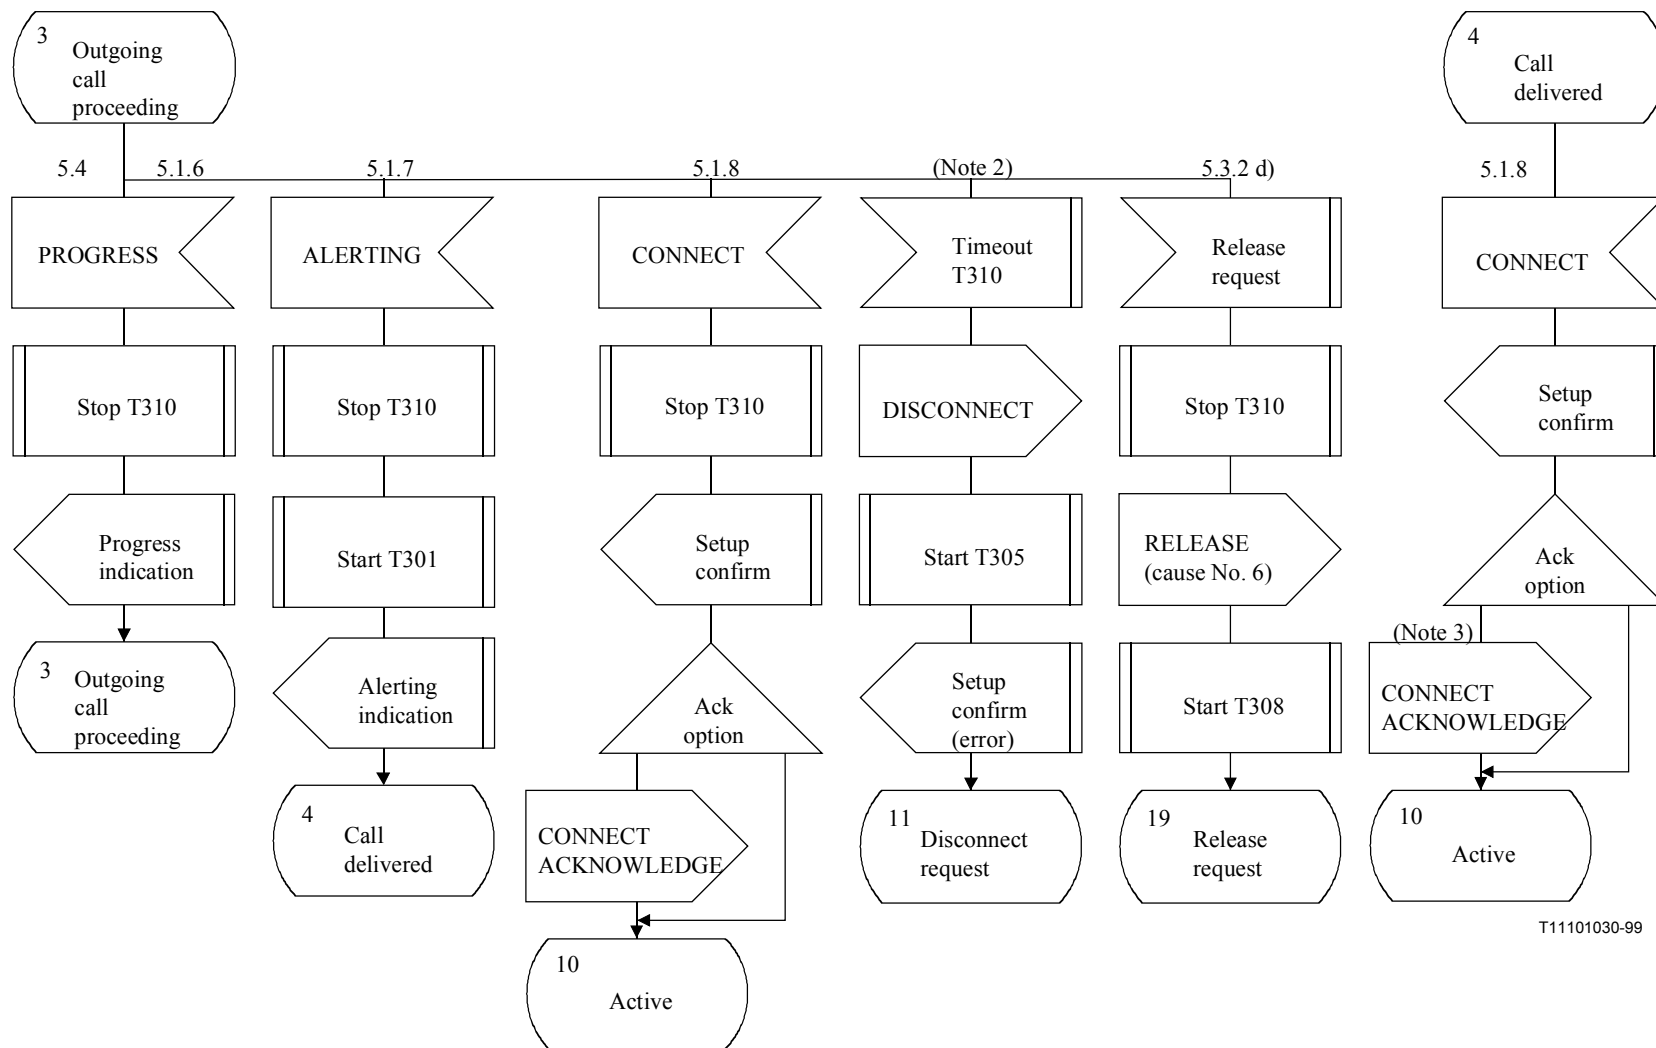 3
Outgoing
call
proceeding
4
Call
delivered
5.4
5.1.6
5.1.7
5.1.8
(Note 2)
5.3.2 d)
5.1.8
PROGRESS
ALERTING
CONNECT
Timeout
T310
Release
request
CONNECT
Stop T310
Stop T310
Stop T310
DISCONNECT
Stop T310
Setup
confirm
Progress
indication
Start T301
Setup
confirm
Start T305
RELEASE
(cause No. 6)
Ack
option
(Note 3)
3
Outgoing
call
proceeding
Alerting
indication
Ack
option
Setup
confirm
(error)
Start T308
CONNECT
ACKNOWLEDGE
4
Call
delivered
CONNECT
ACKNOWLEDGE
11
Disconnect
request
19
Release
request
10
Active
T11101030-99
10
Active